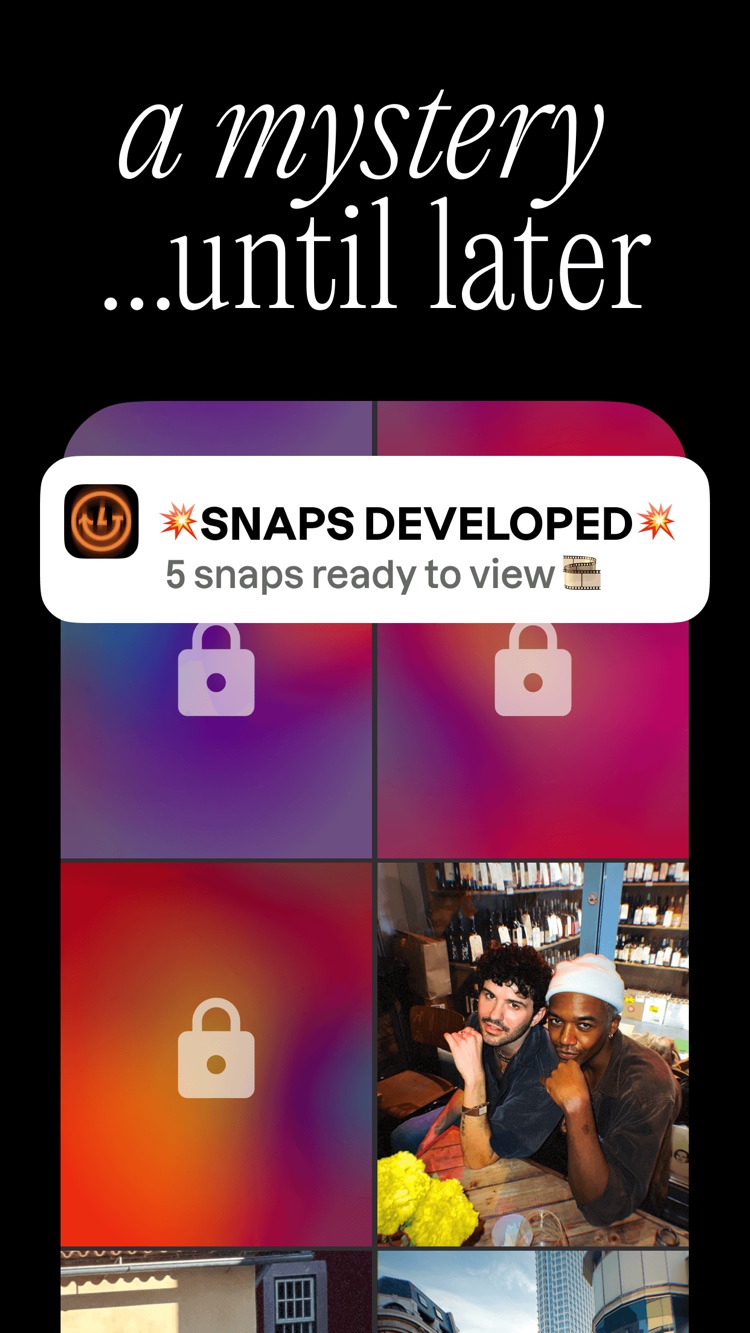 a mystery
...until later
💥SNAPS DEVELOPED💥
5 snaps ready to view🎞️